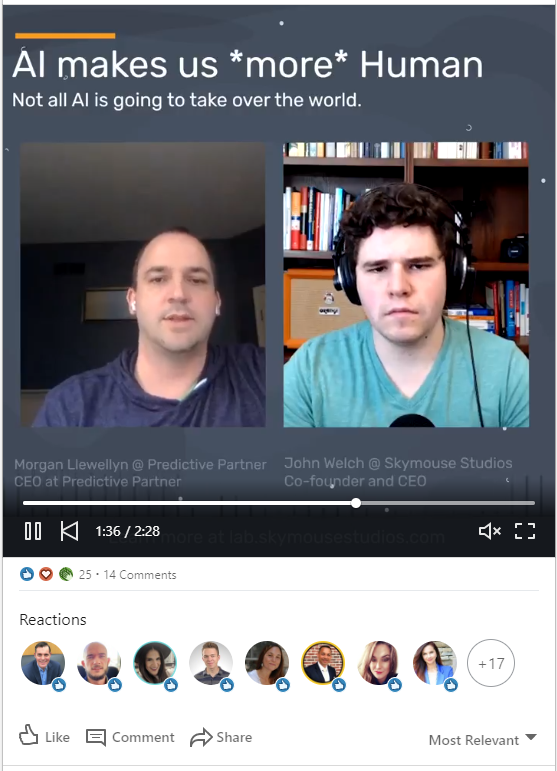 AI makes us *more* Human
Not all AI is going to take over the world.
Morgan Llewellyn @ Predictive Partner
CEO at Predictive Partner
John Welch @ Skymouse Studios
Co-founder and CEO
1:36 / 2:28
more at lab.skymousestudios.com
25 · 14 Comments
Reactions
+17
Like
Comment
Share
Most Relevant